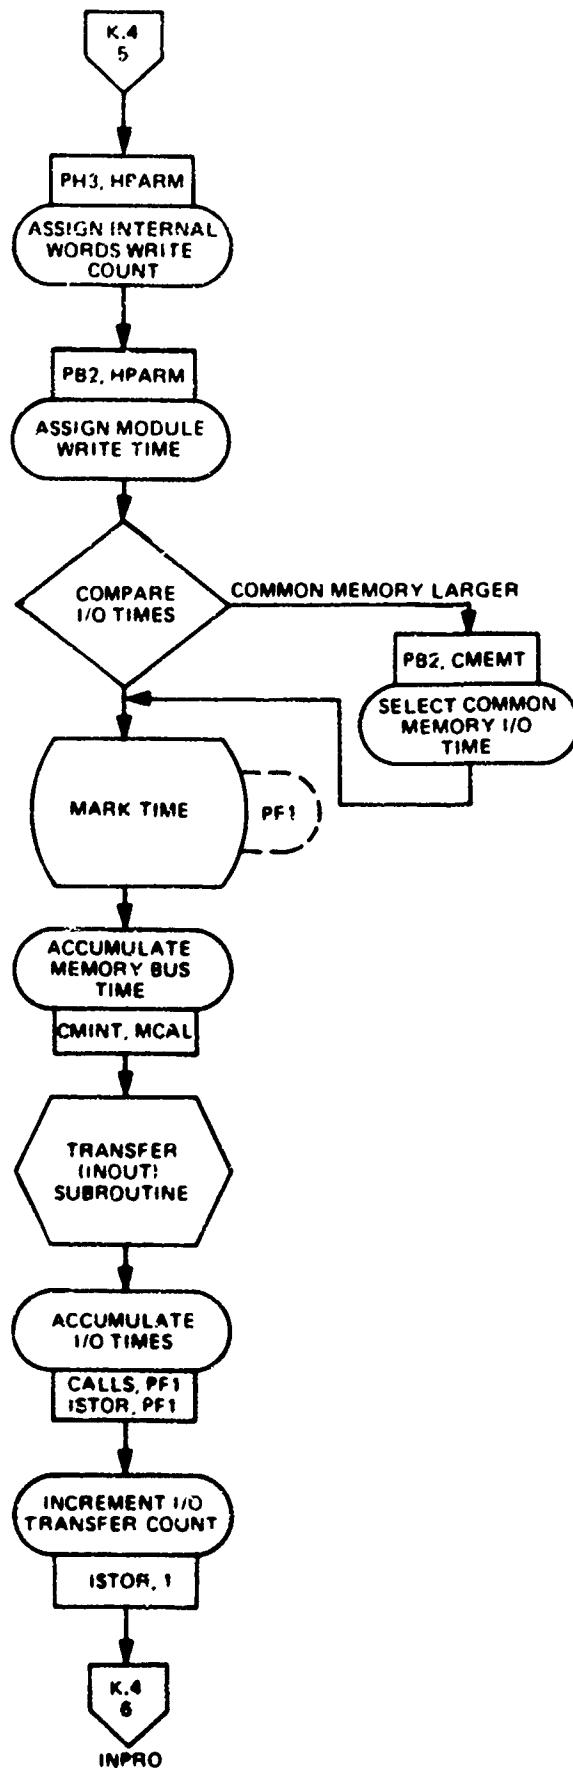 K.4
5
PH3, HPARM
ASSIGN INTERNAL
WORDS WRITE
COUNT
PB2, HPARM
ASSIGN MODULE
WRITE TIME
COMPARE
I/O TIMES
COMMON MEMORY LARGER
PB2, CMEMT
SELECT COMMON
MEMORY I/O
TIME
MARK TIME
PF1
ACCUMULATE
MEMORY BUS
TIME
CMINT, MCAL
TRANSFER
(INOUT)
SUBROUTINE
ACCUMULATE
I/O TIMES
CALLS, PF1
ISTOR, PF1
INCREMENT I/O
TRANSFER COUNT
ISTOR, 1
K.4
6
INPRO